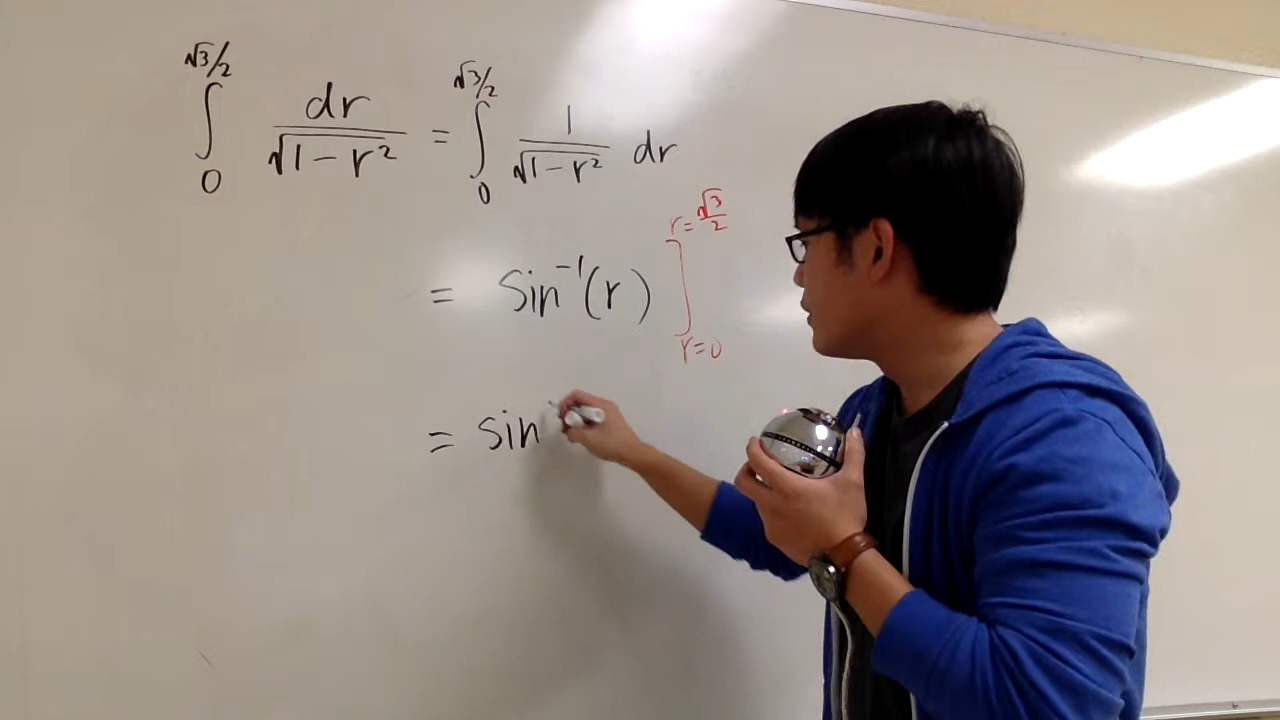 ∫₀^{√3/2} dr/√(1-r²) = ∫₀^{√3/2} 1/√(1-r²) dr
= Sin⁻¹(r) ]_{r=0}^{r=√3/2}
= sin